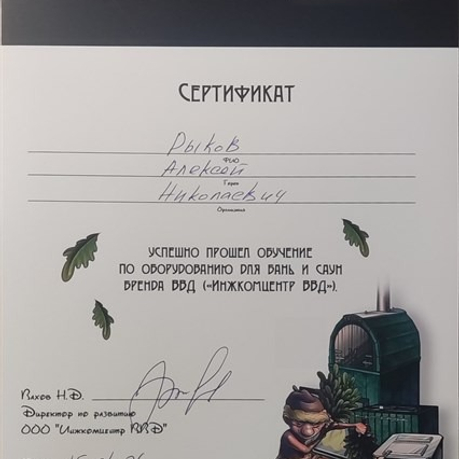 СЕРТИФИКАТ
Рыков
ФИО
Алексей
Город
Николаевич
Организация
УСПЕШНО ПРОШЕЛ ОБУЧЕНИЕ
ПО ОБОРУДОВАНИЮ ДЛЯ БАНЬ И САУН
БРЕНДА ВВД («ИНЖКОМЦЕНТР ВВД»).
Н.Д.
Директор по развитию
ООО "Инжкомцентр ВВД"